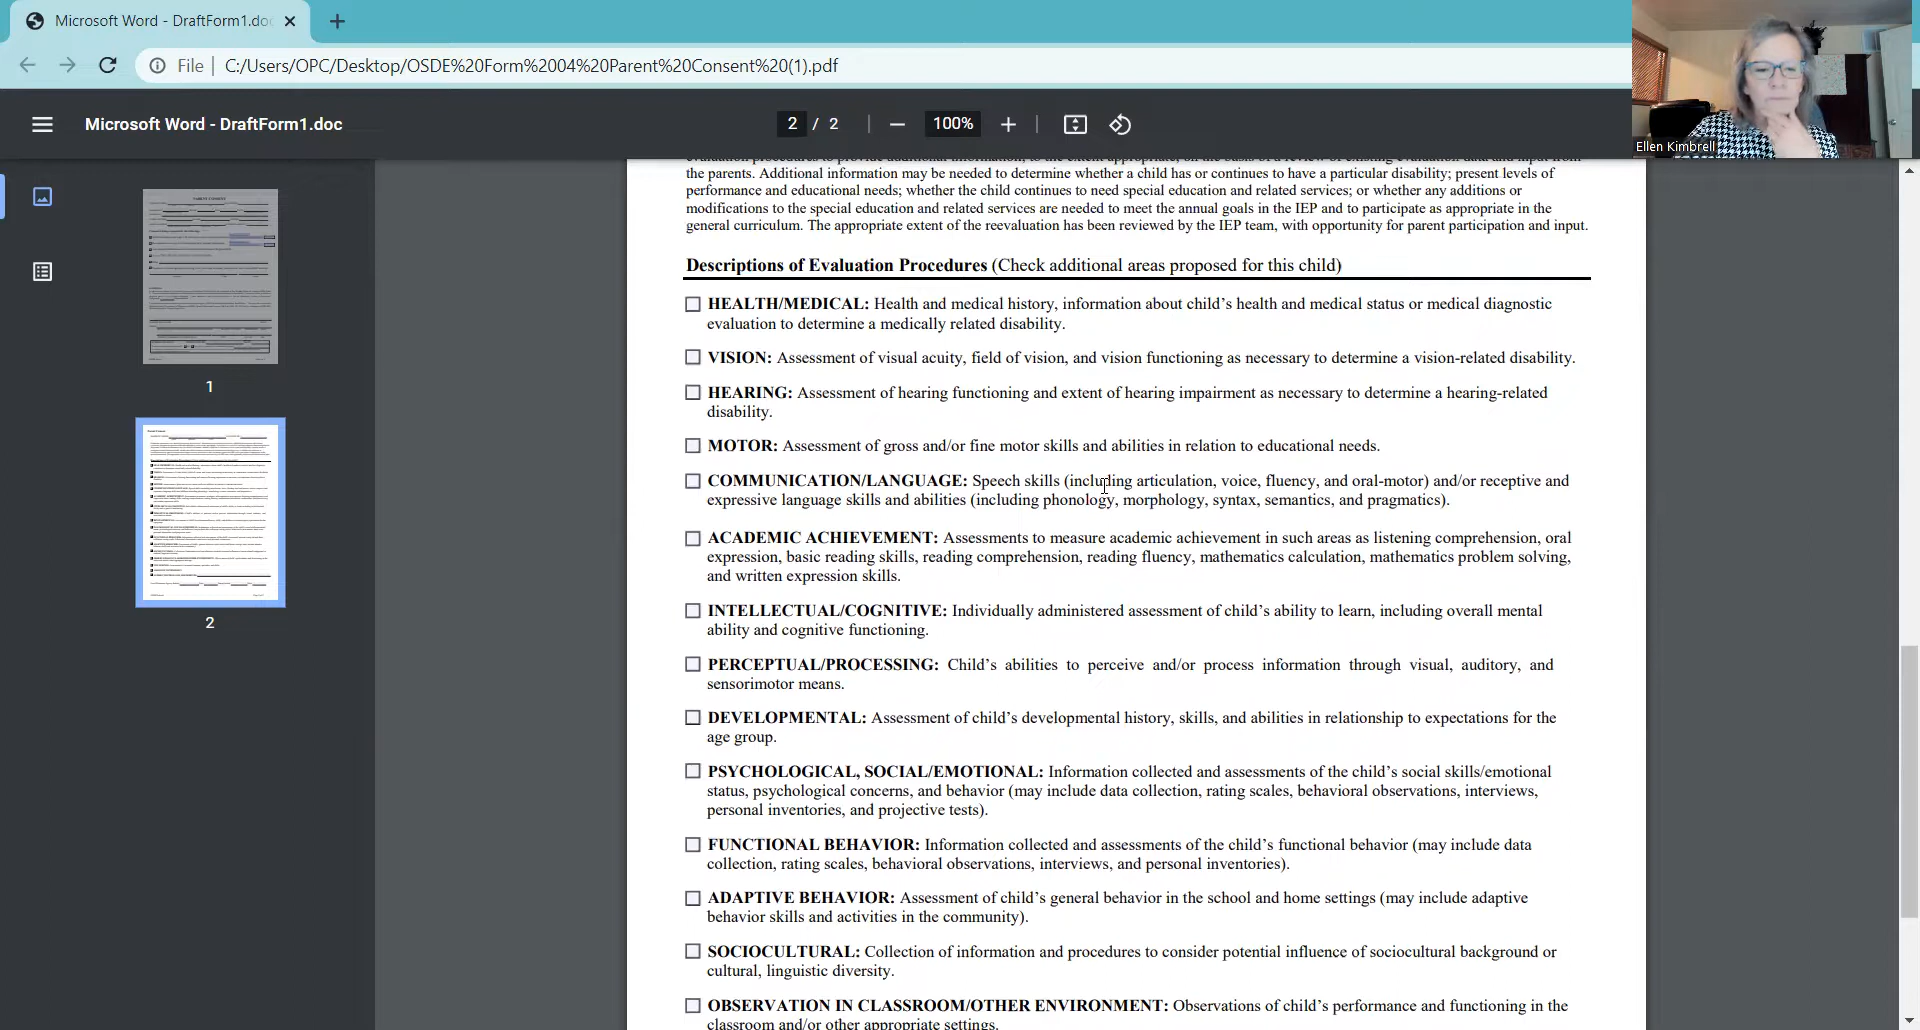 Microsoft Word - DraftForm1.doc
File
C:/Users/OPC/Desktop/OSDE%20Form%2004%20Parent%20Consent%20(1).pdf
Microsoft Word - DraftForm1.doc
2 / 2
100%
Ellen Kimbrell
1
2
evaluation procedures to provide additional information, to the extent appropriate, on the basis of a review of existing evaluation data and input from
the parents. Additional information may be needed to determine whether a child has or continues to have a particular disability; present levels of
performance and educational needs; whether the child continues to need special education and related services; or whether any additions or
modifications to the special education and related services are needed to meet the annual goals in the IEP and to participate as appropriate in the
general curriculum. The appropriate extent of the reevaluation has been reviewed by the IEP team, with opportunity for parent participation and input.
Descriptions of Evaluation Procedures (Check additional areas proposed for this child)
HEALTH/MEDICAL: Health and medical history, information about child's health and medical status or medical diagnostic
evaluation to determine a medically related disability.
VISION: Assessment of visual acuity, field of vision, and vision functioning as necessary to determine a vision-related disability.
HEARING: Assessment of hearing functioning and extent of hearing impairment as necessary to determine a hearing-related
disability.
MOTOR: Assessment of gross and/or fine motor skills and abilities in relation to educational needs.
COMMUNICATION/LANGUAGE: Speech skills (including articulation, voice, fluency, and oral-motor) and/or receptive and
expressive language skills and abilities (including phonology, morphology, syntax, semantics, and pragmatics).
ACADEMIC ACHIEVEMENT: Assessments to measure academic achievement in such areas as listening comprehension, oral
expression, basic reading skills, reading comprehension, reading fluency, mathematics calculation, mathematics problem solving,
and written expression skills.
INTELLECTUAL/COGNITIVE: Individually administered assessment of child's ability to learn, including overall mental
ability and cognitive functioning.
PERCEPTUAL/PROCESSING: Child's abilities to perceive and/or process information through visual, auditory, and
sensorimotor means.
DEVELOPMENTAL: Assessment of child's developmental history, skills, and abilities in relationship to expectations for the
age group.
PSYCHOLOGICAL, SOCIAL/EMOTIONAL: Information collected and assessments of the child's social skills/emotional
status, psychological concerns, and behavior (may include data collection, rating scales, behavioral observations, interviews,
personal inventories, and projective tests).
FUNCTIONAL BEHAVIOR: Information collected and assessments of the child's functional behavior (may include data
collection, rating scales, behavioral observations, interviews, and personal inventories).
ADAPTIVE BEHAVIOR: Assessment of child's general behavior in the school and home settings (may include adaptive
behavior skills and activities in the community).
SOCIOCULTURAL: Collection of information and procedures to consider potential influence of sociocultural background or
cultural, linguistic diversity.
OBSERVATION IN CLASSROOM/OTHER ENVIRONMENT: Observations of child's performance and functioning in the
classroom and/or other appropriate settings.